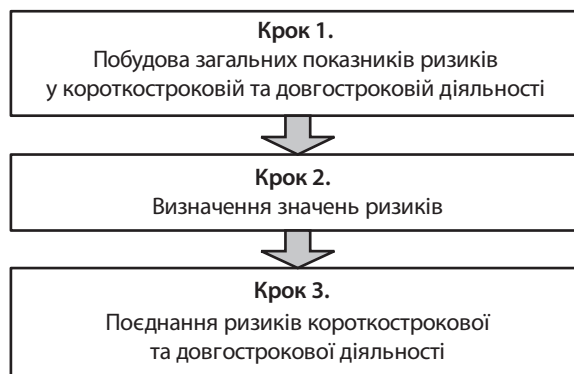 Крок 1.
Побудова загальних показників ризиків
у короткостроковій та довгостроковій діяльності
Крок 2.
Визначення значень ризиків
Крок 3.
Поєднання ризиків короткострокової
та довгострокової діяльності